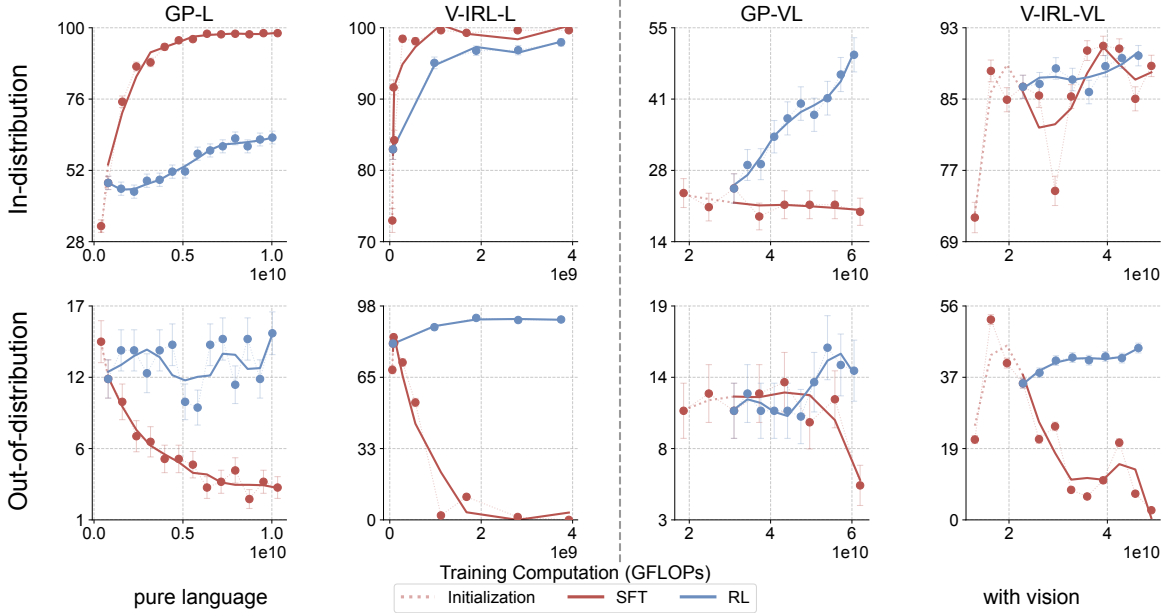 GP-L V-IRL-L GP-VL V-IRL-VL
In-distribution
100 76 52 28
0.0 0.5 1.0
1e10
100 90 80 70
0 2 4
1e9
55 41 28 14
2 4 6
1e10
93 85 77 69
2 4
1e10
Out-of-distribution
17 12 6 1
0.0 0.5 1.0
1e10
98 65 33 0
0 2 4
1e9
19 14 8 3
2 4 6
1e10
56 37 19 0
2 4
1e10
Training Computation (GFLOPs)
pure language
Initialization SFT RL
with vision